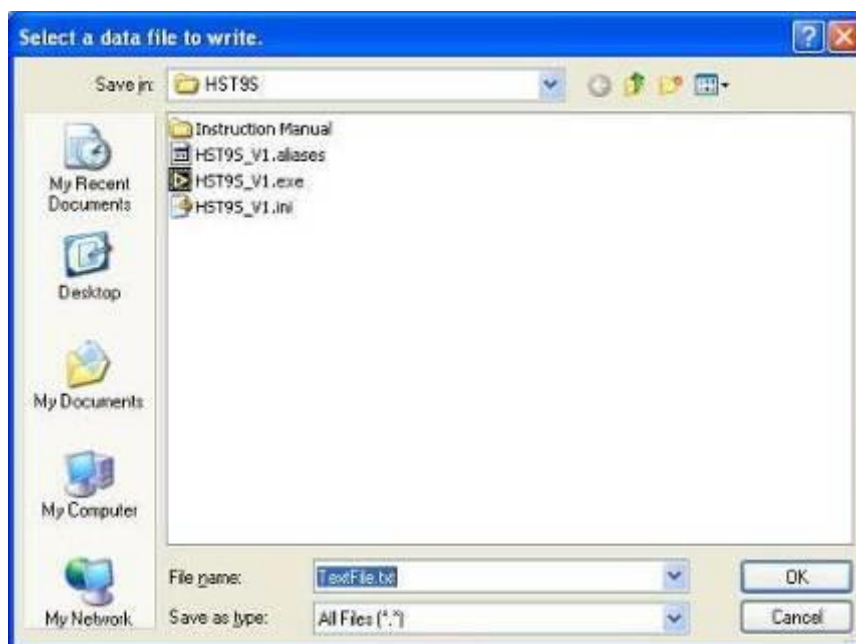 Select a data file to write.
Save in:
HST9S
My Recent
Documents
Desktop
My Documents
My Computer
My Network
Instruction Manual
HST9S_V1.aliases
HST9S_V1.exe
HST9S_V1.ini
File name:
TextFile.txt
OK
Save as type:
All Files (*.*)
Cancel